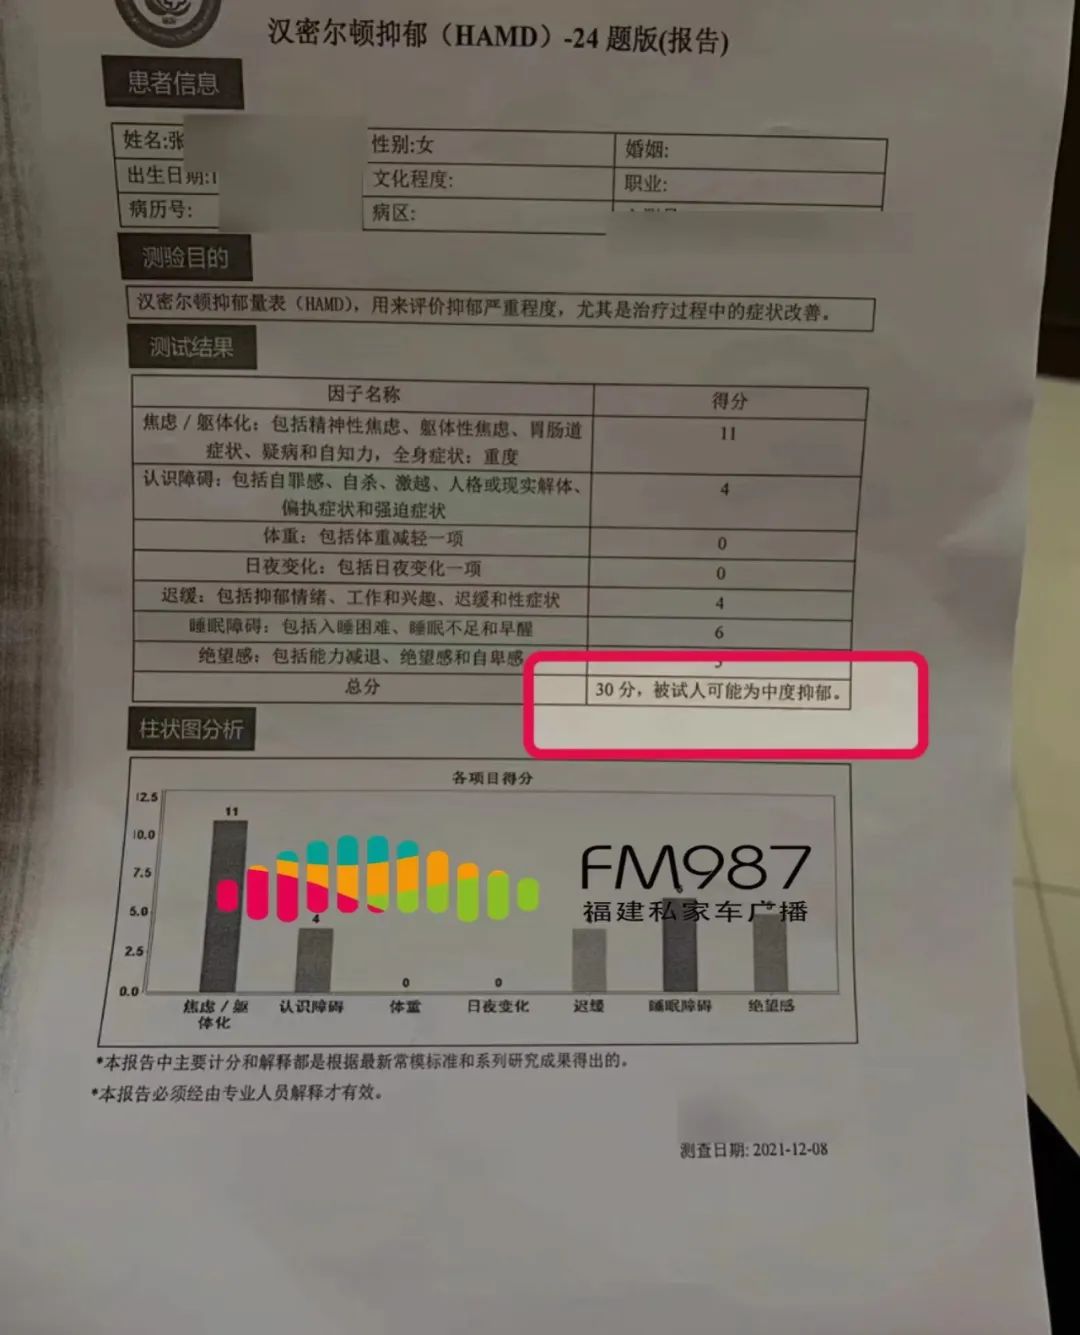 汉密尔顿抑郁（HAMD）-24 题版(报告)
患者信息
姓名:张
性别:女
婚姻:
出生日期:1
文化程度:
职业:
病历号:
病区:
测验目的
汉密尔顿抑郁量表（HAMD），用来评价抑郁严重程度，尤其是治疗过程中的症状改善。
测试结果
因子名称
得分
焦虑／躯体化：包括精神性焦虑、躯体性焦虑、胃肠道
症状、疑病和自知力，全身症状：重度
11
认识障碍：包括自罪感、自杀、激越、人格或现实解体、
偏执症状和强迫症状
4
体重：包括体重减轻一项
0
日夜变化：包括日夜变化一项
0
迟缓：包括抑郁情绪、工作和兴趣、迟缓和性症状
4
睡眠障碍：包括入睡困难、睡眠不足和早醒
6
绝望感：包括能力减退、绝望感和自卑感
总分
30 分，被试人可能为中度抑郁。
柱状图分析
各项目得分
12.5
10.0
7.5
5.0
2.5
0.0
11
4
0
0
6
焦虑／躯
体化
认识障碍
体重
日夜变化
迟缓
睡眠障碍
绝望感
FM987
福建私家车广播
*本报告中主要计分和解释都是根据最新常模标准和系列研究成果得出的。
*本报告必须经由专业人员解释才有效。
测查日期: 2021-12-08